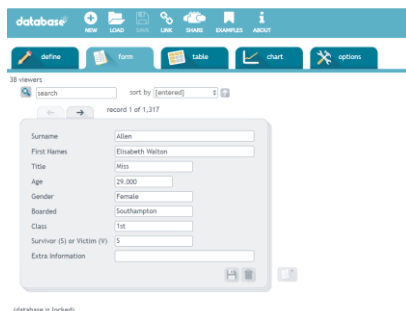 database
NEW LOAD SAVE LINK SHARE EXAMPLES ABOUT
define form table chart options
38 viewers
search sort by [entered]
record 1 of 1,317
Surname Allen
First Names Elisabeth Walton
Title Miss
Age 29.000
Gender Female
Boarded Southampton
Class 1st
Survivor (S) or Victim (V) S
Extra Information
(database is locked)